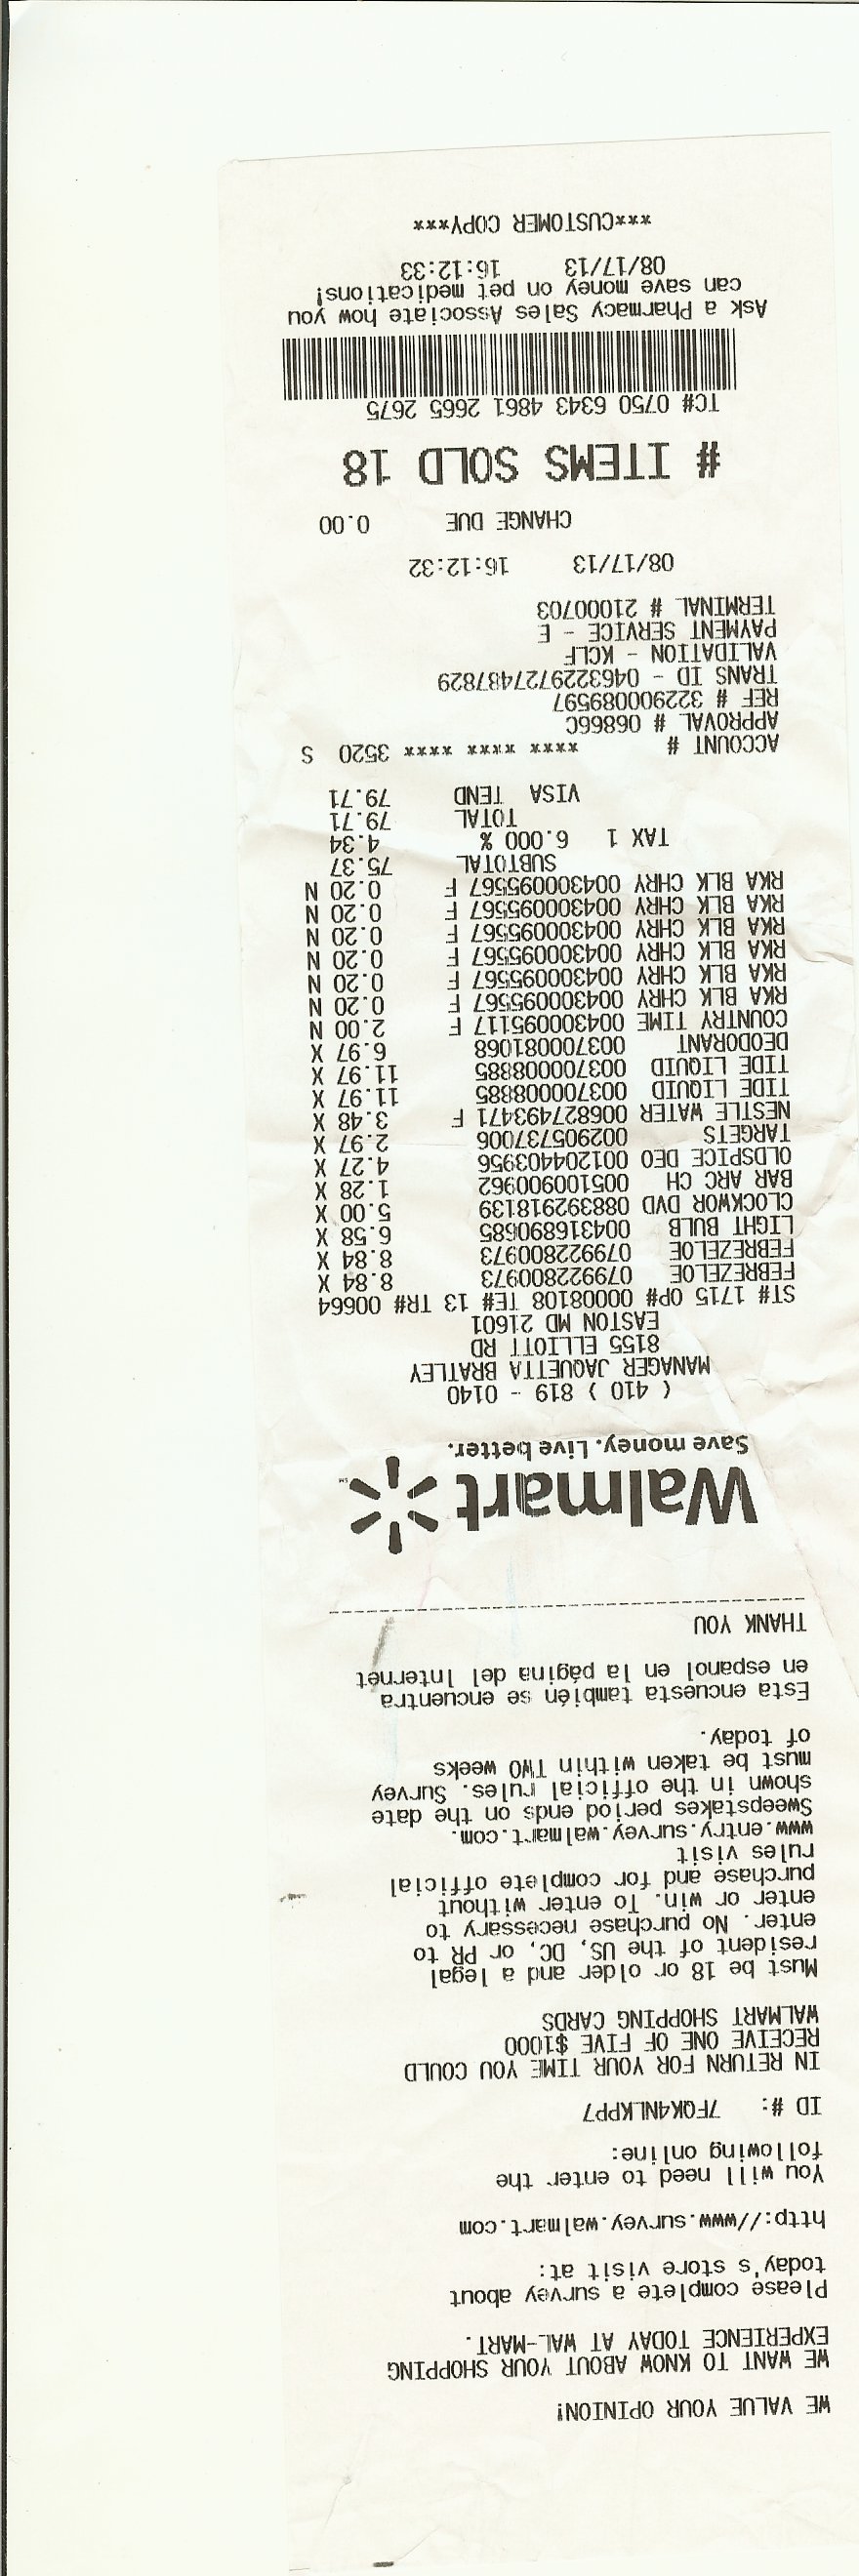 WE VALUE YOUR OPINION!
WE WANT TO KNOW ABOUT YOUR SHOPPING
EXPERIENCE TODAY AT WAL-MART.
Please complete a survey about
today's store visit at:
http://www.survey.walmart.com
You will need to enter the
following online:
ID #: 7FQK4NLKPP7
IN RETURN FOR YOUR TIME YOU COULD
RECEIVE ONE OF FIVE $1000
WALMART SHOPPING CARDS
Must be 18 or older and a legal
resident of the US, DC, or PR to
enter. No purchase necessary to
enter or win. To enter without
purchase and for complete official
rules visit
www.entry.survey.walmart.com.
Sweepstakes period ends on the date
shown in the official rules. Survey
must be taken within TWO weeks
of today.
Esta encuesta también se encuentra
en espanol en la página del Internet
THANK YOU
Walmart
Save money. Live better.
( 410 ) 819 - 0140
MANAGER JAQUETTA BRATLEY
8155 ELLIOTT RD
EASTON MD 21601
ST# 1715 OP# 00008108 TE# 13 TR# 00664
FEBREZELOE 079922800973 8.84 X
FEBREZELOE 079922800973 8.84 X
LIGHT BULB 004316890685 6.58 X
CLOCKWOR DVD 088392918139 5.00 X
BAR ARC CH 005100900962 1.28 X
OLDSPICE DEO 001204403956 4.27 X
TARGETS 002905737006 2.97 X
NESTLE WATER 006827493471 F 3.48 X
TIDE LIQUID 003700008885 11.97 X
TIDE LIQUID 003700008885 11.97 X
DEODORANT 003700081068 6.97 X
COUNTRY TIME 004300095117 F 2.00 N
RKA BLK CHRY 004300095567 F 0.20 N
RKA BLK CHRY 004300095567 F 0.20 N
RKA BLK CHRY 004300095567 F 0.20 N
RKA BLK CHRY 004300095567 F 0.20 N
RKA BLK CHRY 004300095567 F 0.20 N
RKA BLK CHRY 004300095567 F 0.20 N
SUBTOTAL 75.37
TAX 1 6.000 % 4.34
TOTAL 79.71
VISA TEND 79.71
ACCOUNT # **** **** **** 3520 S
APPROVAL # 06866C
REF # 322900089597
TRANS ID - 0463229727487829
VALIDATION - KCLF
PAYMENT SERVICE - E
TERMINAL # 21000703
08/17/13 16:12:32
CHANGE DUE 0.00
# ITEMS SOLD 18
TC# 0750 6343 4861 2665 2675
Ask a Pharmacy Sales Associate how you
can save money on pet medications!
08/17/13 16:12:33
***CUSTOMER COPY***